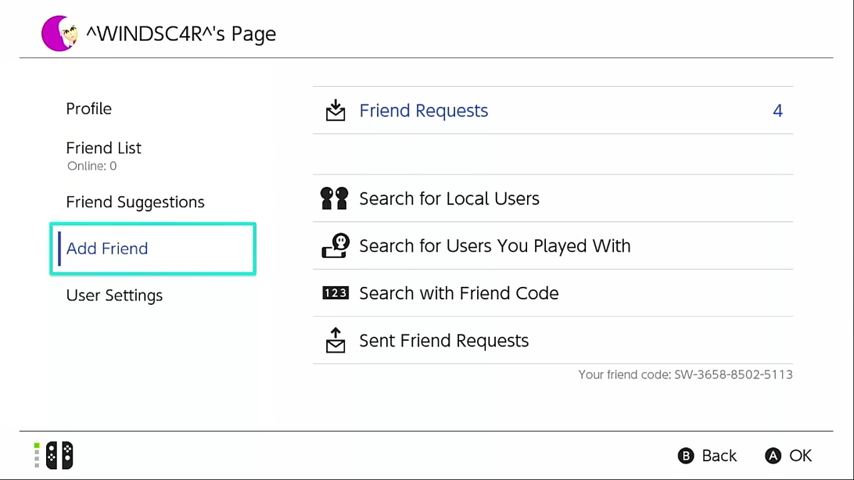 ^WINDSC4R^'s Page
Profile
Friend List
Online: 0
Friend Suggestions
Add Friend
User Settings
Friend Requests 4
Search for Local Users
Search for Users You Played With
123 Search with Friend Code
Sent Friend Requests
Your friend code: SW-3658-8502-5113
B Back A OK